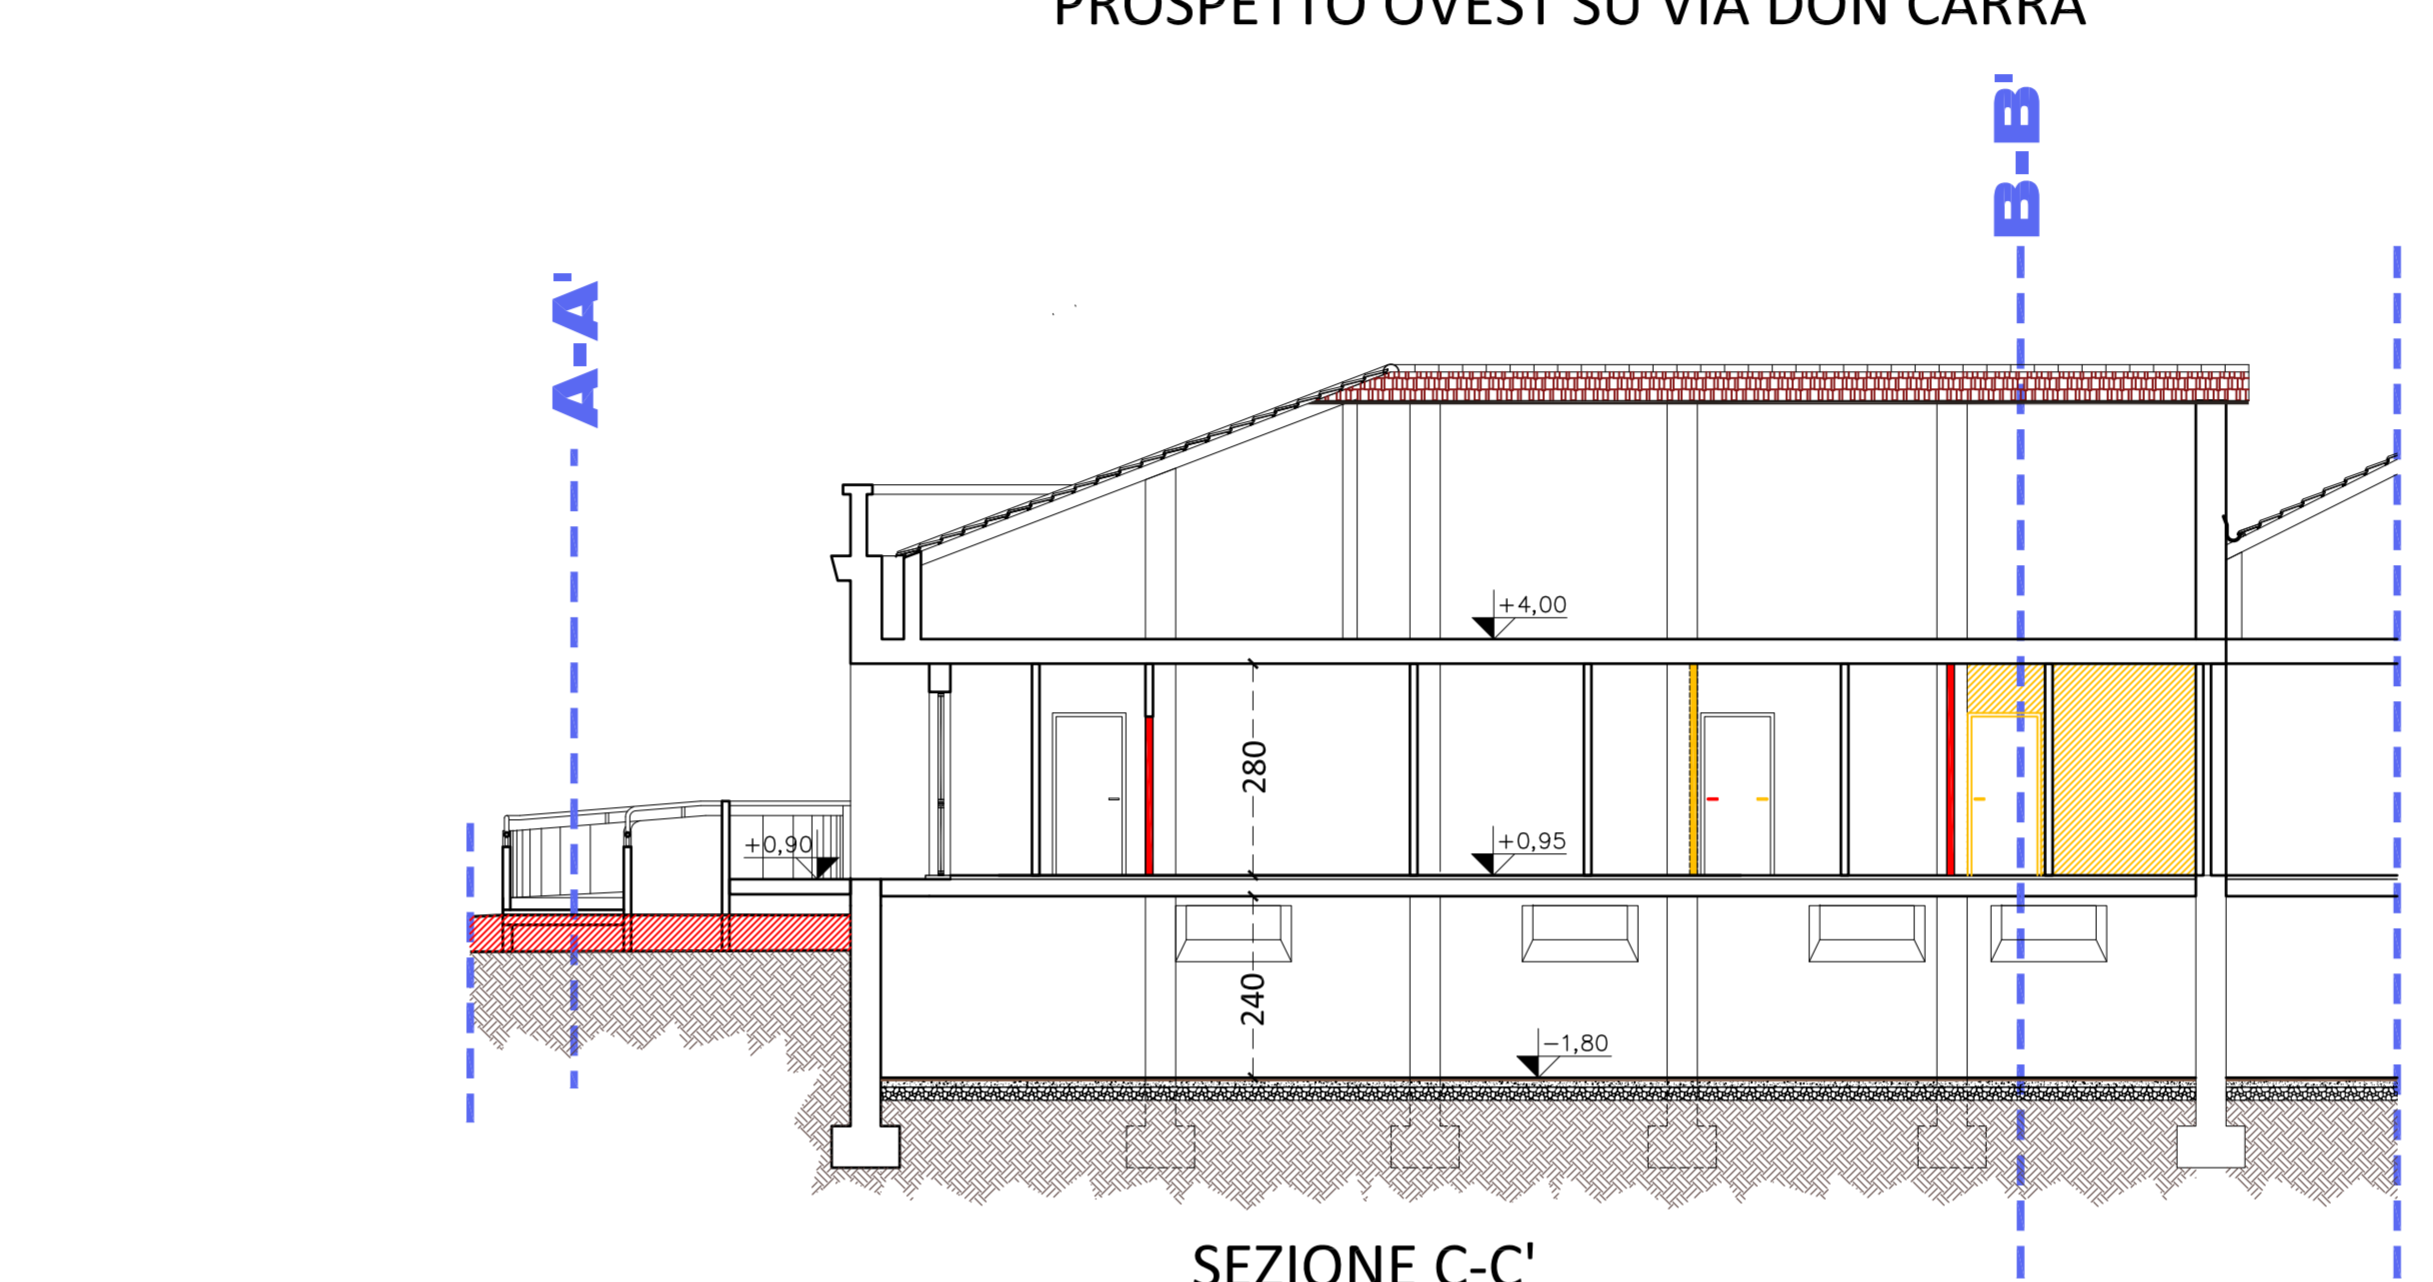 PROSPETTO OVEST SU VIA DON CARRA
B-B'
A-A'
+4,00
280
+0,90
+0,95
240
−1,80
SEZIONE C-C'